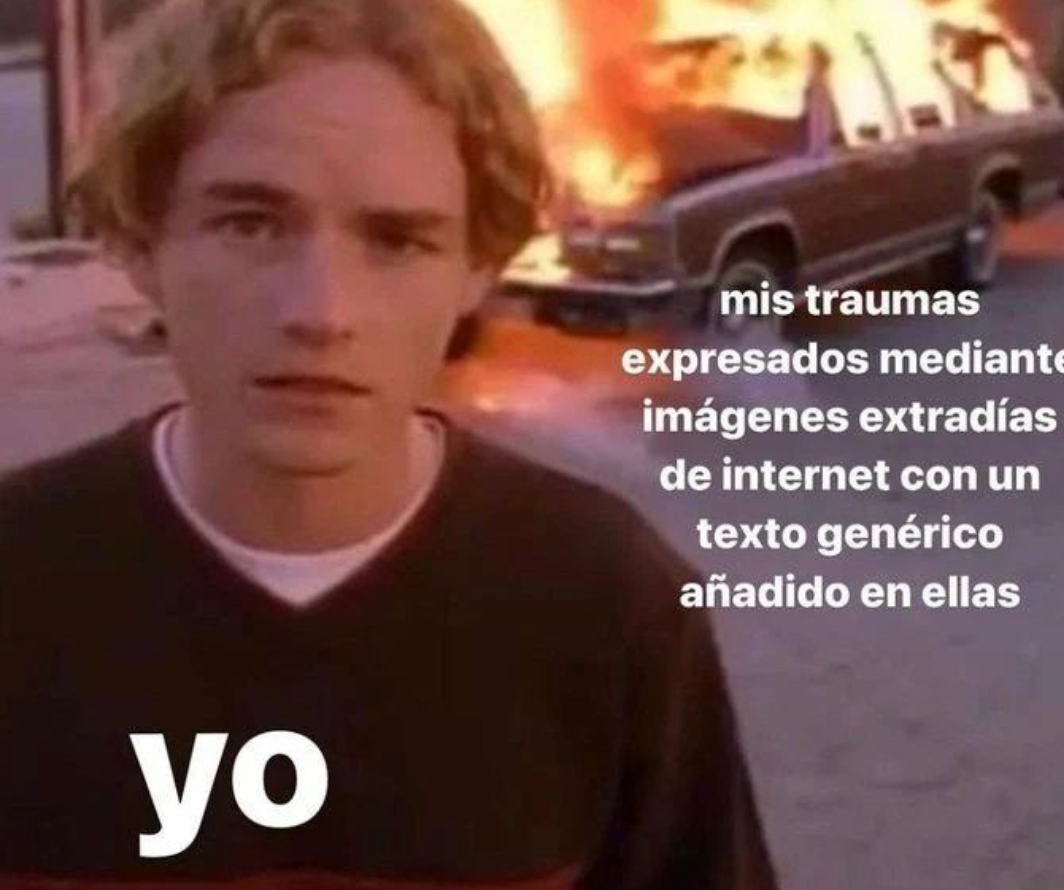 mis traumas
expresados mediante
imágenes extradías
de internet con un
texto genérico
añadido en ellas
yo